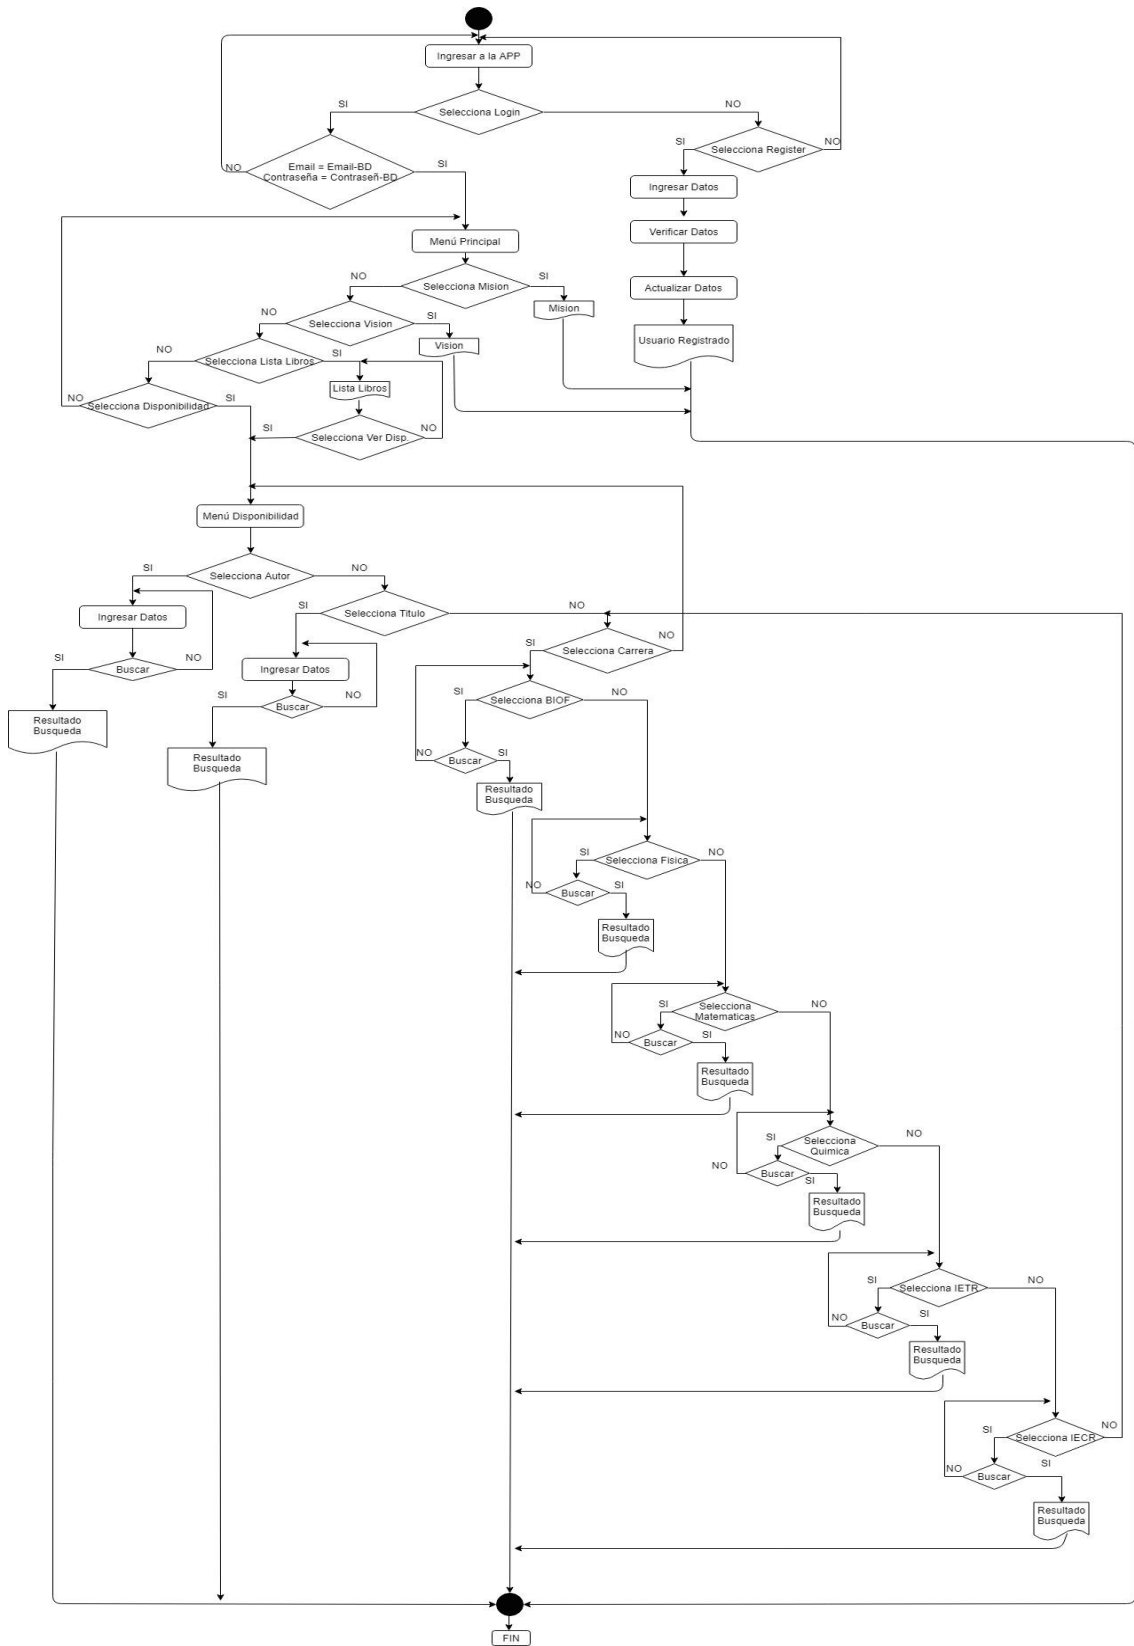 Ingresar a la APP
SI
Selecciona Login
NO
SI
Selecciona Register
NO
NO
Email = Email-BD
Contraseña = Contraseñ-BD
SI
Ingresar Datos
Verificar Datos
Menú Principal
NO
Selecciona Mision
SI
Actualizar Datos
Mision
NO
Selecciona Vision
SI
Vision
Usuario Registrado
NO
Selecciona Lista Libros
SI
Lista Libros
NO
Selecciona Disponibilidad
SI
SI
Selecciona Ver Disp.
NO
Menú Disponibilidad
SI
Selecciona Autor
NO
Ingresar Datos
SI
Selecciona Titulo
NO
SI
Buscar
NO
Ingresar Datos
SI
Selecciona Carrera
NO
SI
Buscar
NO
SI
Selecciona BIOF
NO
Resultado
Busqueda
Resultado
Busqueda
NO
Buscar
SI
Resultado
Busqueda
SI
Selecciona Fisica
NO
NO
Buscar
SI
Resultado
Busqueda
SI
Selecciona
Matematicas
NO
NO
Buscar
SI
Resultado
Busqueda
SI
Selecciona
Quimica
NO
NO
Buscar
SI
Resultado
Busqueda
SI
Selecciona IETR
NO
NO
Buscar
SI
Resultado
Busqueda
SI
Selecciona IECR
NO
NO
Buscar
SI
Resultado
Busqueda
FIN